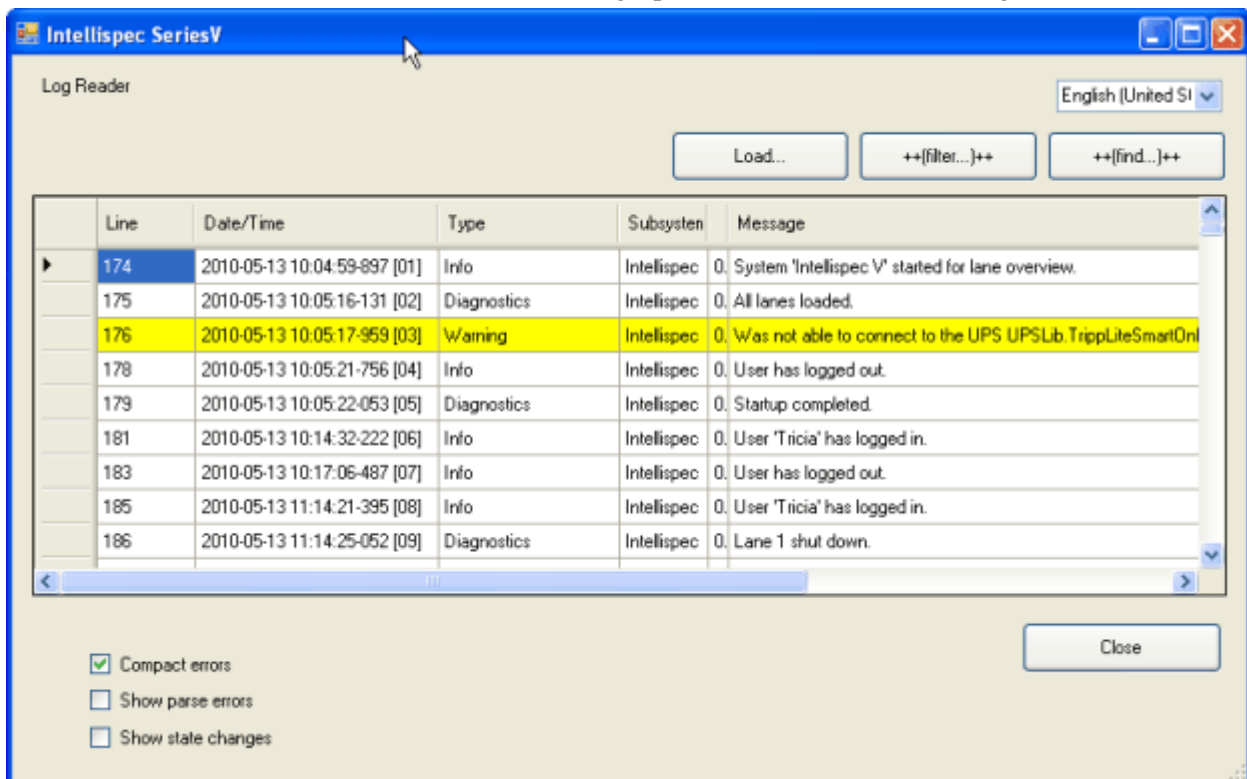 Intellispec SeriesV
Log Reader
English (United St
Load... ++(filter...)++ ++(find...)++
Line Date/Time Type Subsysten Message
174 2010-05-13 10:04:59-897 [01] Info Intellispec 0. System 'Intellispec V' started for lane overview.
175 2010-05-13 10:05:16-131 [02] Diagnostics Intellispec 0. All lanes loaded.
176 2010-05-13 10:05:17-959 [03] Warning Intellispec 0. Was not able to connect to the UPS UPSLib.TrippLiteSmartOnl
178 2010-05-13 10:05:21-756 [04] Info Intellispec 0. User has logged out.
179 2010-05-13 10:05:22-053 [05] Diagnostics Intellispec 0. Startup completed.
181 2010-05-13 10:14:32-222 [06] Info Intellispec 0. User 'Tricia' has logged in.
183 2010-05-13 10:17:06-487 [07] Info Intellispec 0. User has logged out.
185 2010-05-13 11:14:21-395 [08] Info Intellispec 0. User 'Tricia' has logged in.
186 2010-05-13 11:14:25-052 [09] Diagnostics Intellispec 0. Lane 1 shut down.
Close
Compact errors
Show parse errors
Show state changes